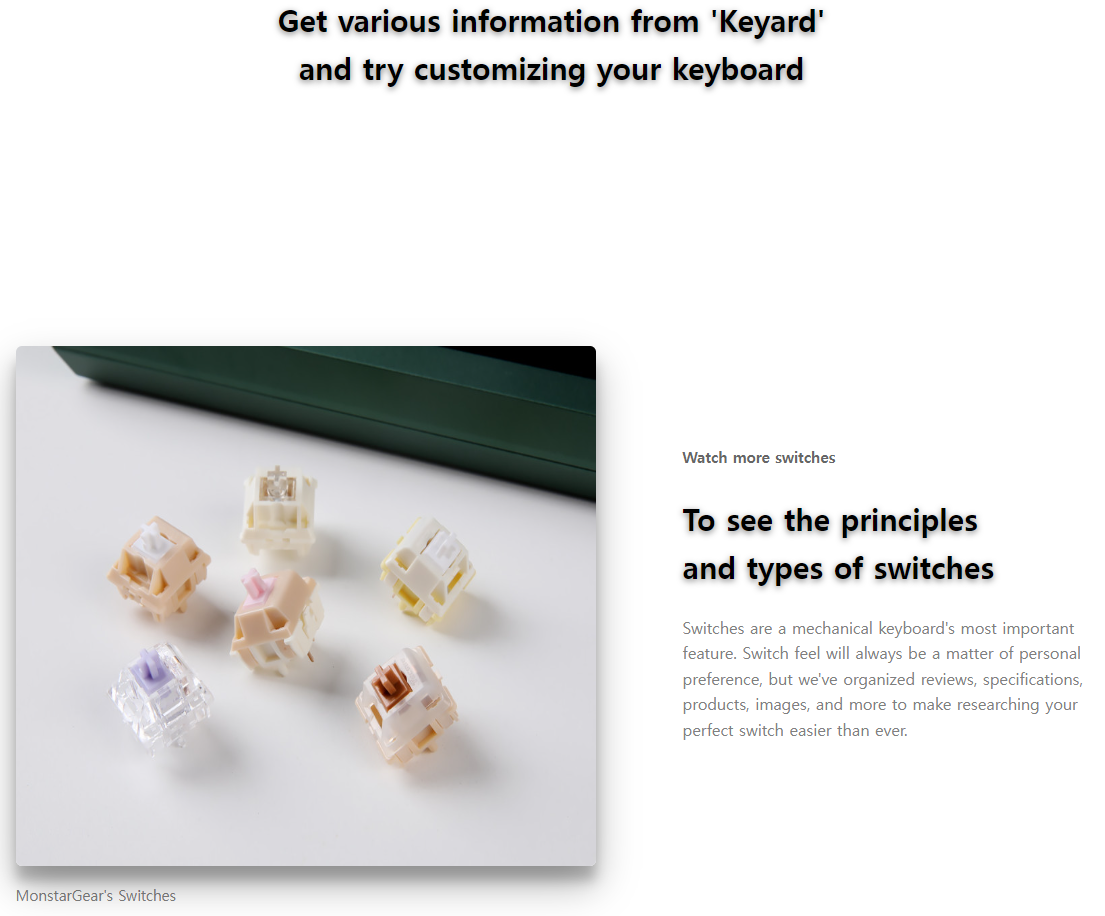 Get various information from 'Keyard'
and try customizing your keyboard
Watch more switches
To see the principles
and types of switches
Switches are a mechanical keyboard's most important
feature. Switch feel will always be a matter of personal
preference, but we've organized reviews, specifications,
products, images, and more to make researching your
perfect switch easier than ever.
MonstarGear's Switches